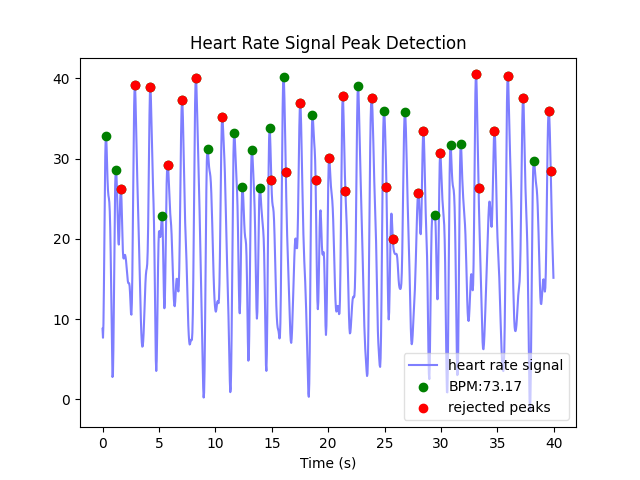 Heart Rate Signal Peak Detection
40
30
20
10
0
heart rate signal
BPM:73.17
rejected peaks
0 5 10 15 20 25 30 35 40
Time (s)